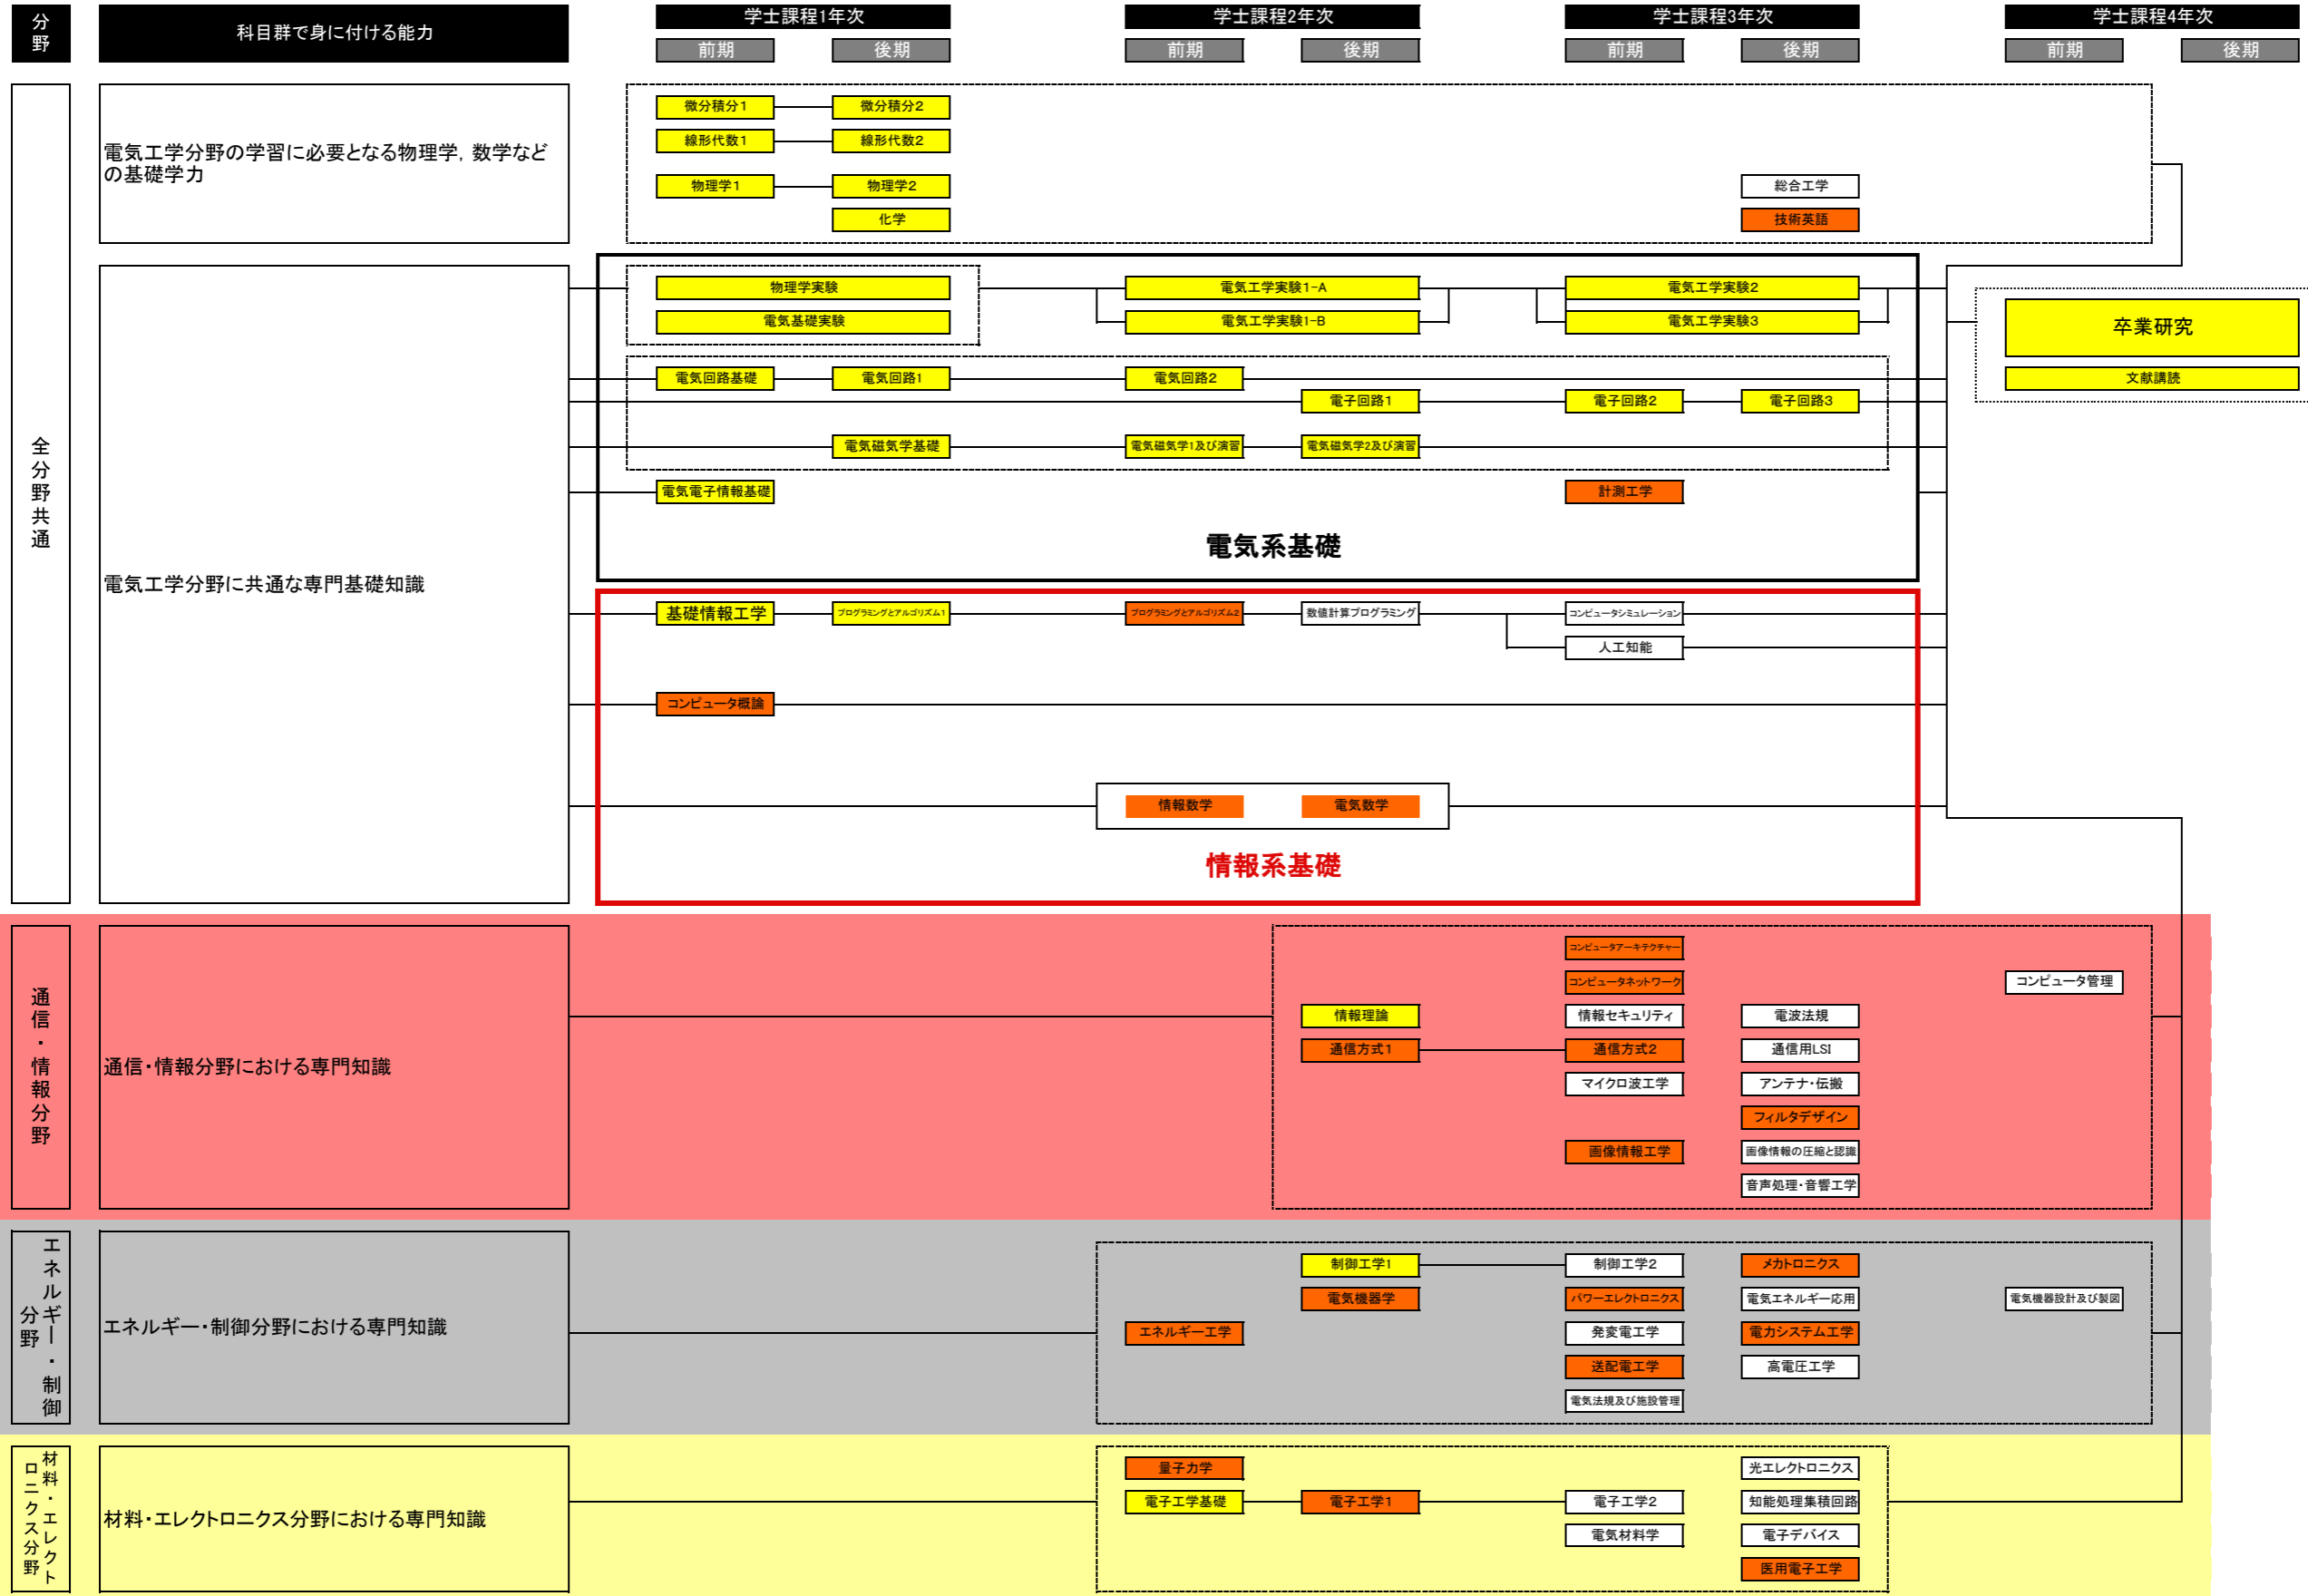 分野
科目群で身に付ける能力
学士課程1年次
学士課程2年次
学士課程3年次
学士課程4年次
前期
後期
前期
後期
前期
後期
前期
後期
全分野共通
電気工学分野の学習に必要となる物理学, 数学など
の基礎学力
微分積分1
微分積分2
線形代数1
線形代数2
物理学1
物理学2
総合工学
化学
技術英語
電気工学分野に共通な専門基礎知識
物理学実験
電気工学実験1-A
電気工学実験2
電気基礎実験
電気工学実験1-B
電気工学実験3
卒業研究
文献講読
電気回路基礎
電気回路1
電気回路2
電子回路1
電子回路2
電子回路3
電気磁気学基礎
電気磁気学1及び演習
電気磁気学2及び演習
電気電子情報基礎
計測工学
電気系基礎
基礎情報工学
プログラミングとアルゴリズム1
プログラミングとアルゴリズム2
数値計算プログラミング
コンピュータシミュレーション
人工知能
コンピュータ概論
情報数学
電気数学
情報系基礎
通信・情報分野
通信・情報分野における専門知識
コンピュータアーキテクチャー
コンピュータネットワーク
コンピュータ管理
情報理論
情報セキュリティ
電波法規
通信方式1
通信方式2
通信用LSI
マイクロ波工学
アンテナ・伝搬
フィルタデザイン
画像情報工学
画像情報の圧縮と認識
音声処理・音響工学
エネルギー・制御
分野
エネルギー・制御分野における専門知識
制御工学1
制御工学2
メカトロニクス
電気機器学
パワーエレクトロニクス
電気エネルギー応用
電気機器設計及び製図
エネルギー工学
発変電工学
電力システム工学
送配電工学
高電圧工学
電気法規及び施設管理
材料・エレクト
ロニクス分野
材料・エレクトロニクス分野における専門知識
量子力学
光エレクトロニクス
電子工学基礎
電子工学1
電子工学2
知能処理集積回路
電気材料学
電子デバイス
医用電子工学